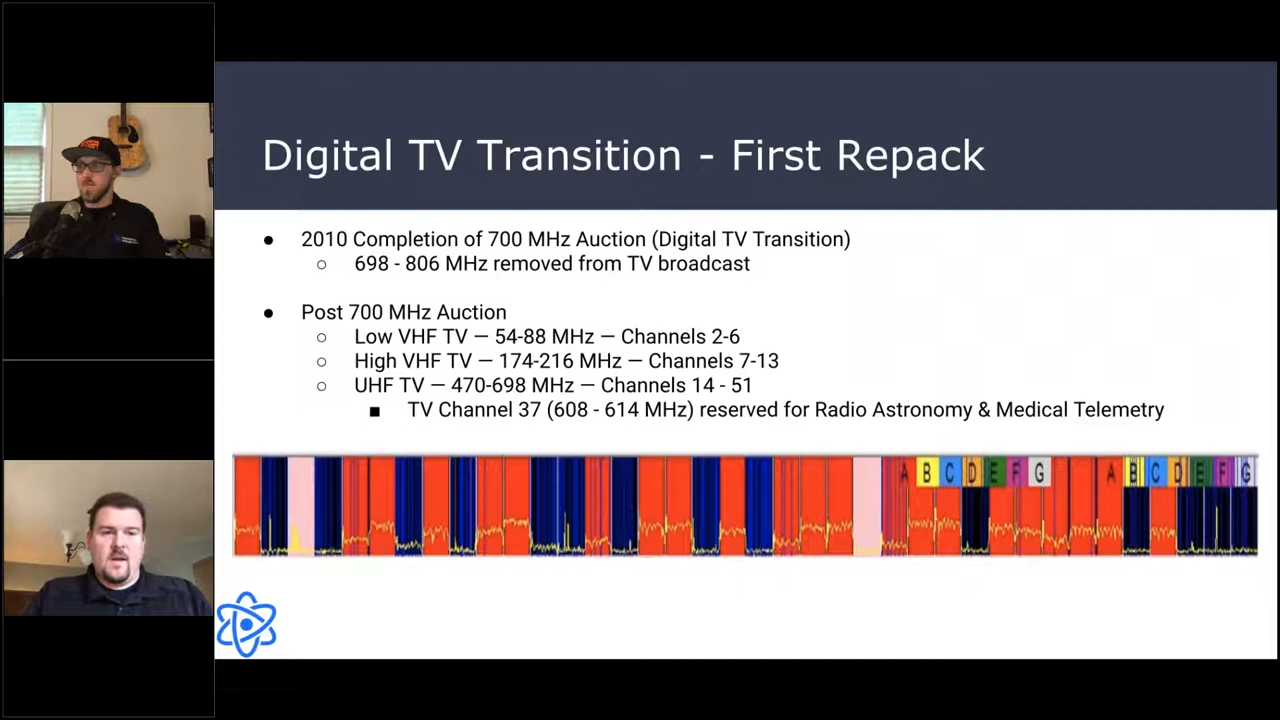 Digital TV Transition - First Repack
● 2010 Completion of 700 MHz Auction (Digital TV Transition)
○ 698 - 806 MHz removed from TV broadcast
● Post 700 MHz Auction
○ Low VHF TV — 54-88 MHz — Channels 2-6
○ High VHF TV — 174-216 MHz — Channels 7-13
○ UHF TV — 470-698 MHz — Channels 14 - 51
■ TV Channel 37 (608 - 614 MHz) reserved for Radio Astronomy & Medical Telemetry
A B C D E F G A B C D E F G